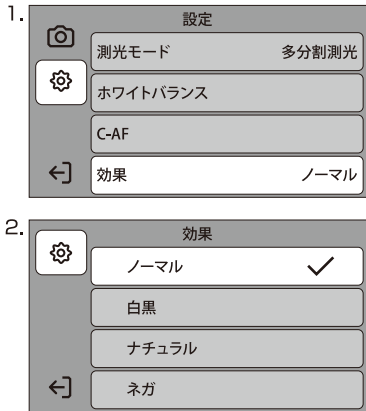 1.
設定
測光モード 多分割測光
ホワイトバランス
C-AF
効果 ノーマル
2.
効果
ノーマル
白黒
ナチュラル
ネガ